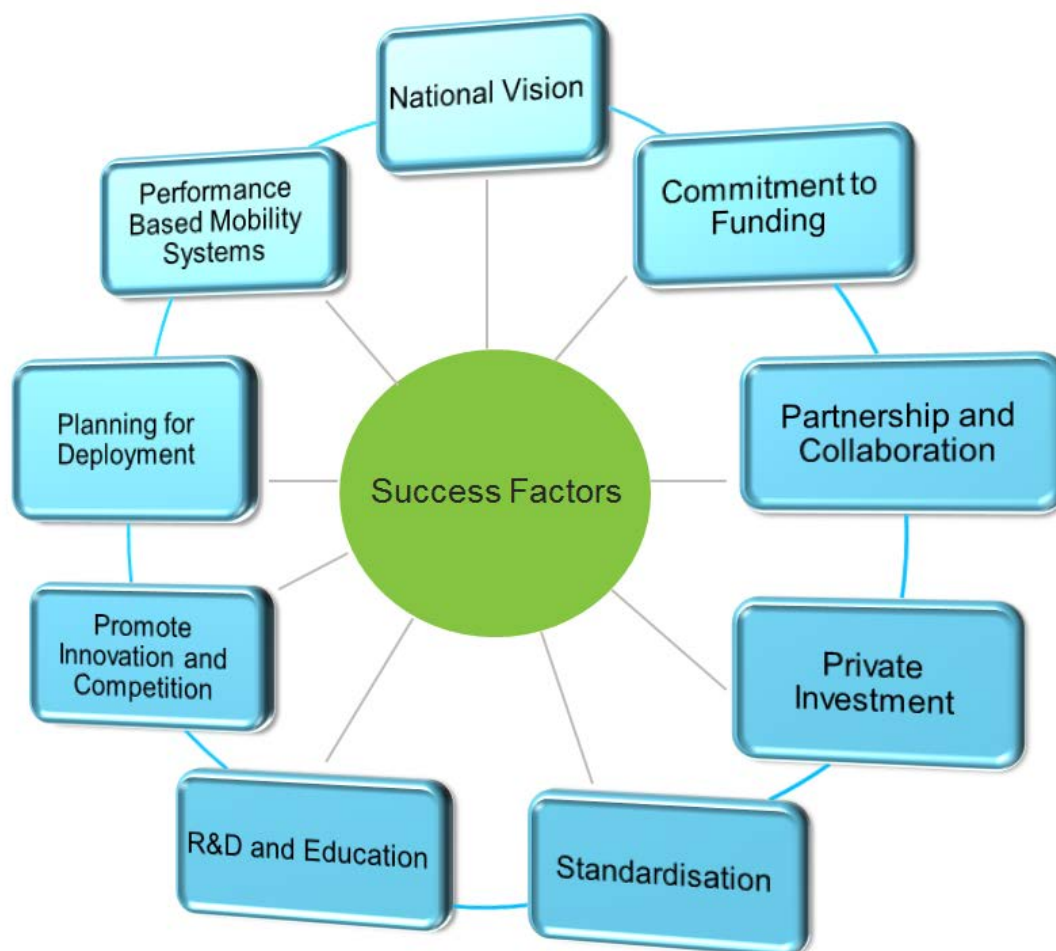 National Vision
Commitment to
Funding
Partnership and
Collaboration
Private
Investment
Standardisation
R&D and Education
Promote
Innovation and
Competition
Planning for
Deployment
Performance
Based Mobility
Systems
Success Factors